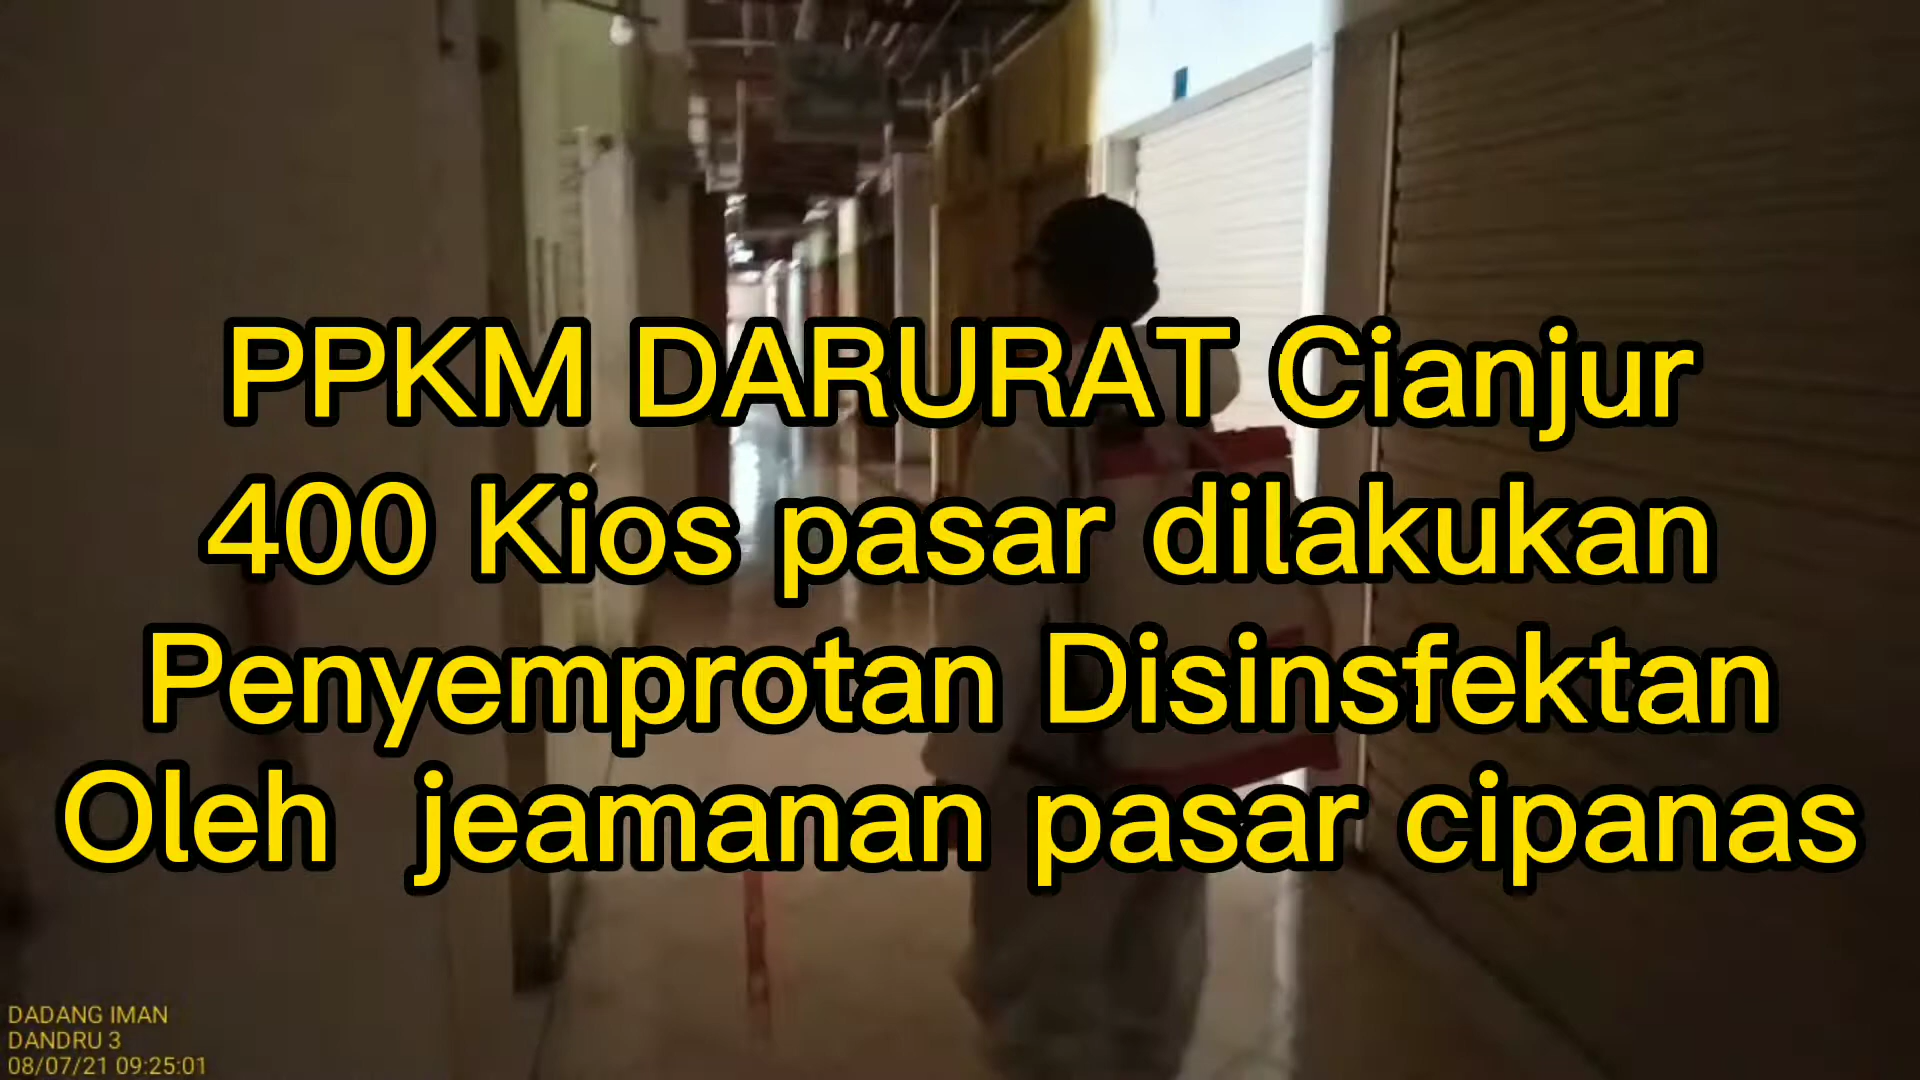 PPKM DARURAT Cianjur
400 Kios pasar dilakukan
Penyemprotan Disinsfektan
Oleh jeamanan pasar cipanas
DADANG IMAN
DANDRU 3
08/07/21 09:25:01